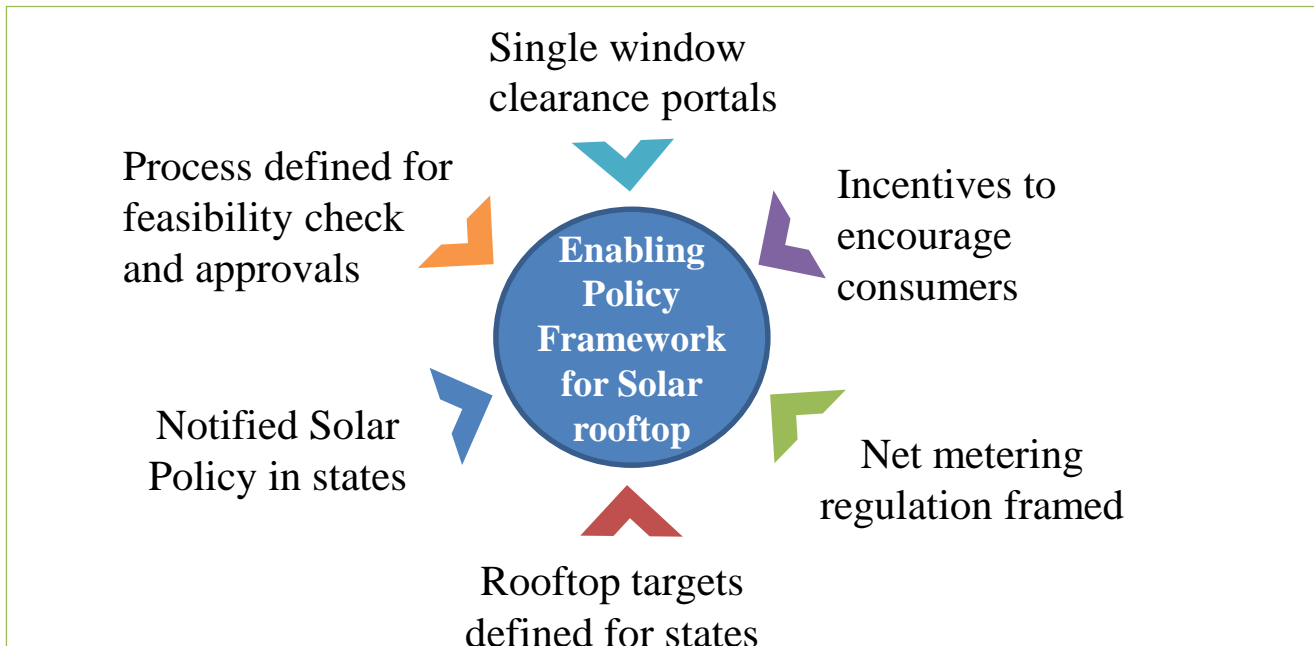 Single window
clearance portals
Process defined for
feasibility check
and approvals
Incentives to
encourage
consumers
Enabling
Policy
Framework
for Solar
rooftop
Notified Solar
Policy in states
Net metering
regulation framed
Rooftop targets
defined for states